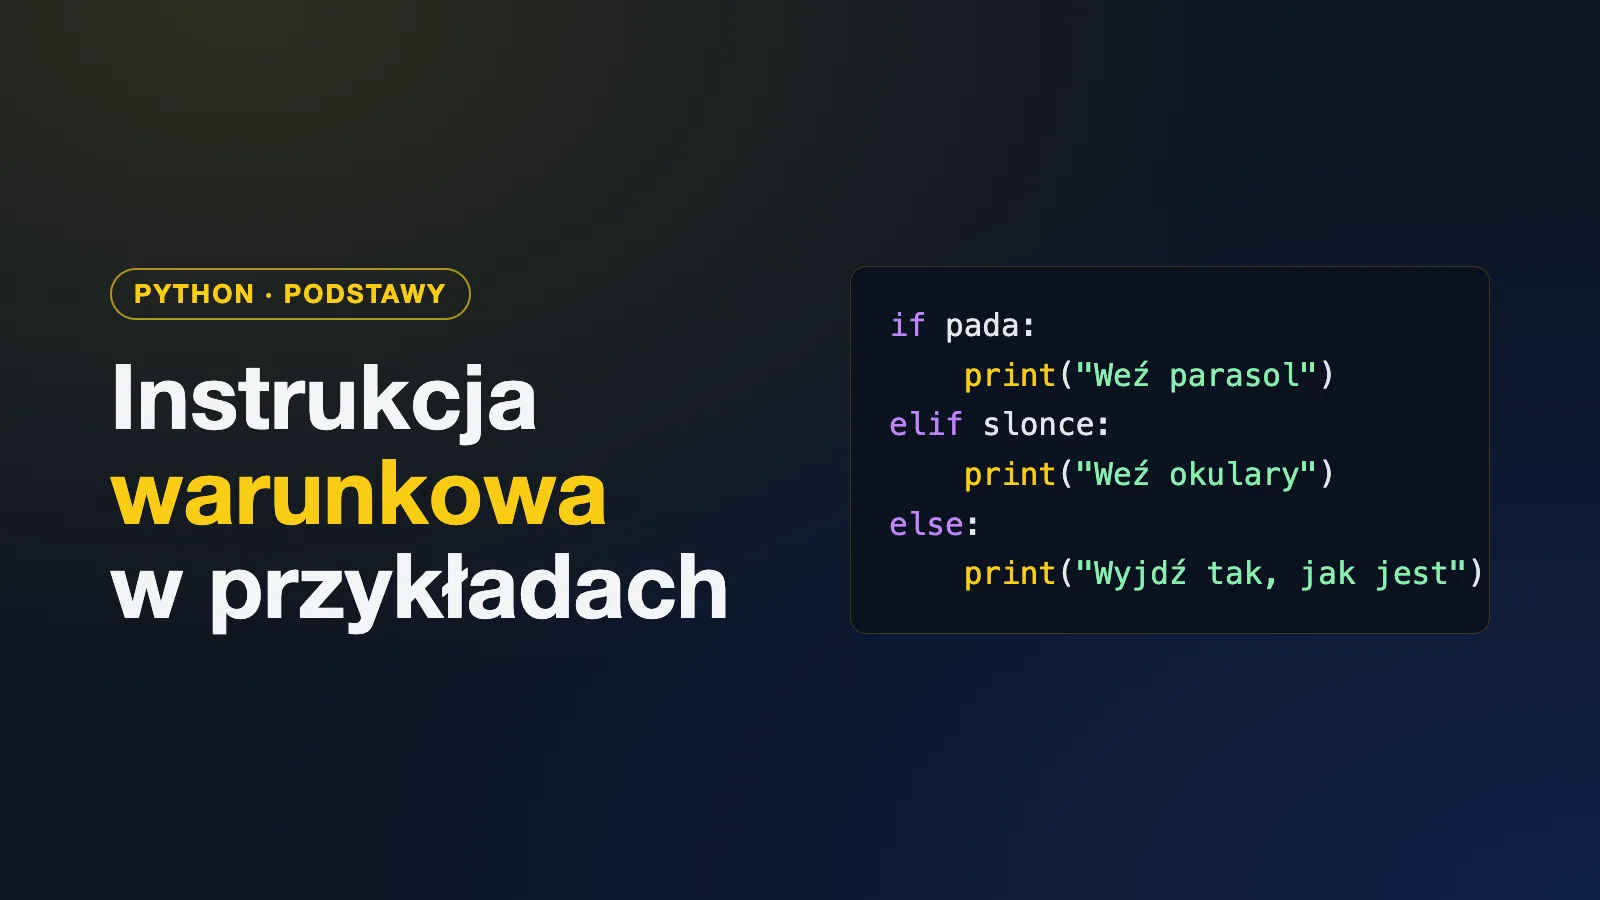 PYTHON · PODSTAWY
Instrukcja
warunkowa
w przykładach
if pada:
    print("Weź parasol")
elif slonce:
    print("Weź okulary")
else:
    print("Wyjdź tak, jak jest")